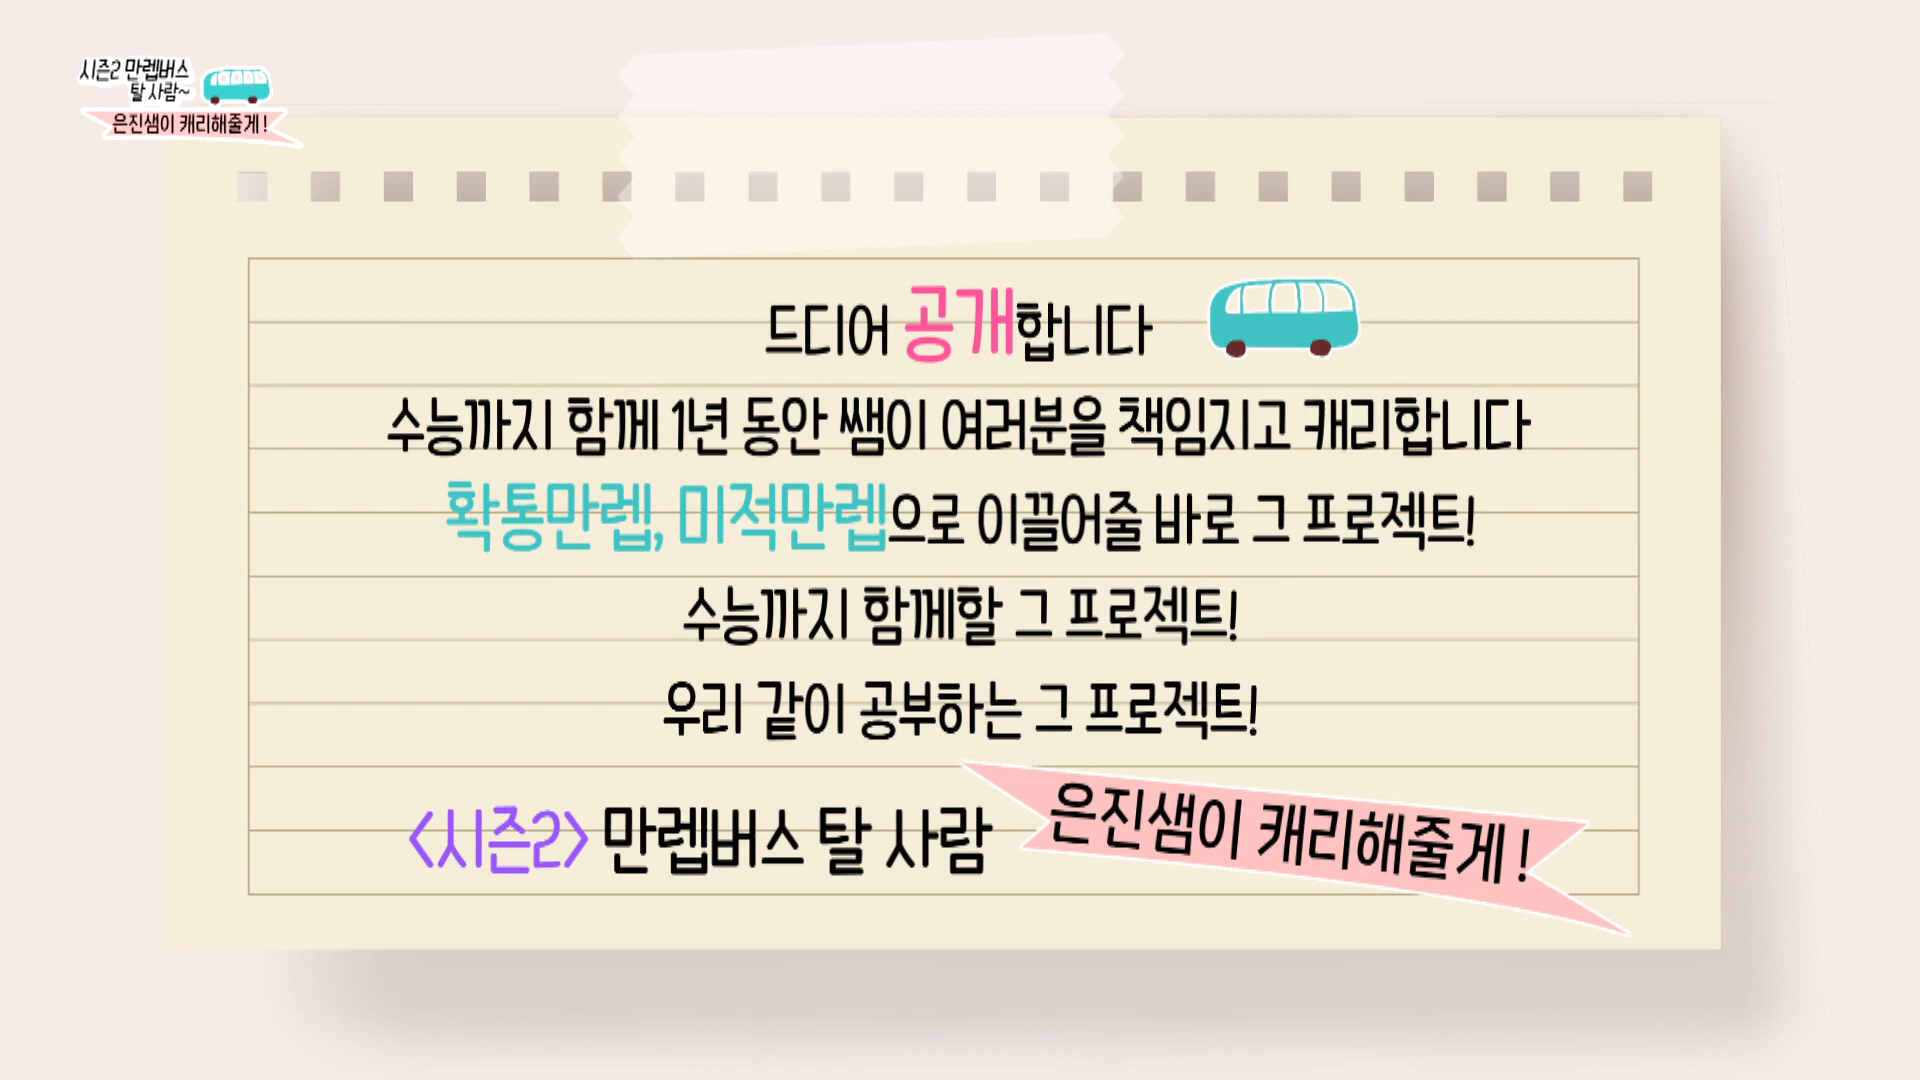 시즌2 만렙버스
탈 사람~
은진샘이 캐리해줄게!
드디어 공개합니다
수능까지 함께 1년 동안 쌤이 여러분을 책임지고 캐리합니다
확통만렙, 미적만렙으로 이끌어줄 바로 그 프로젝트!
수능까지 함께할 그 프로젝트!
우리 같이 공부하는 그 프로젝트!
<시즌2> 만렙버스 탈 사람
은진샘이 캐리해줄게!